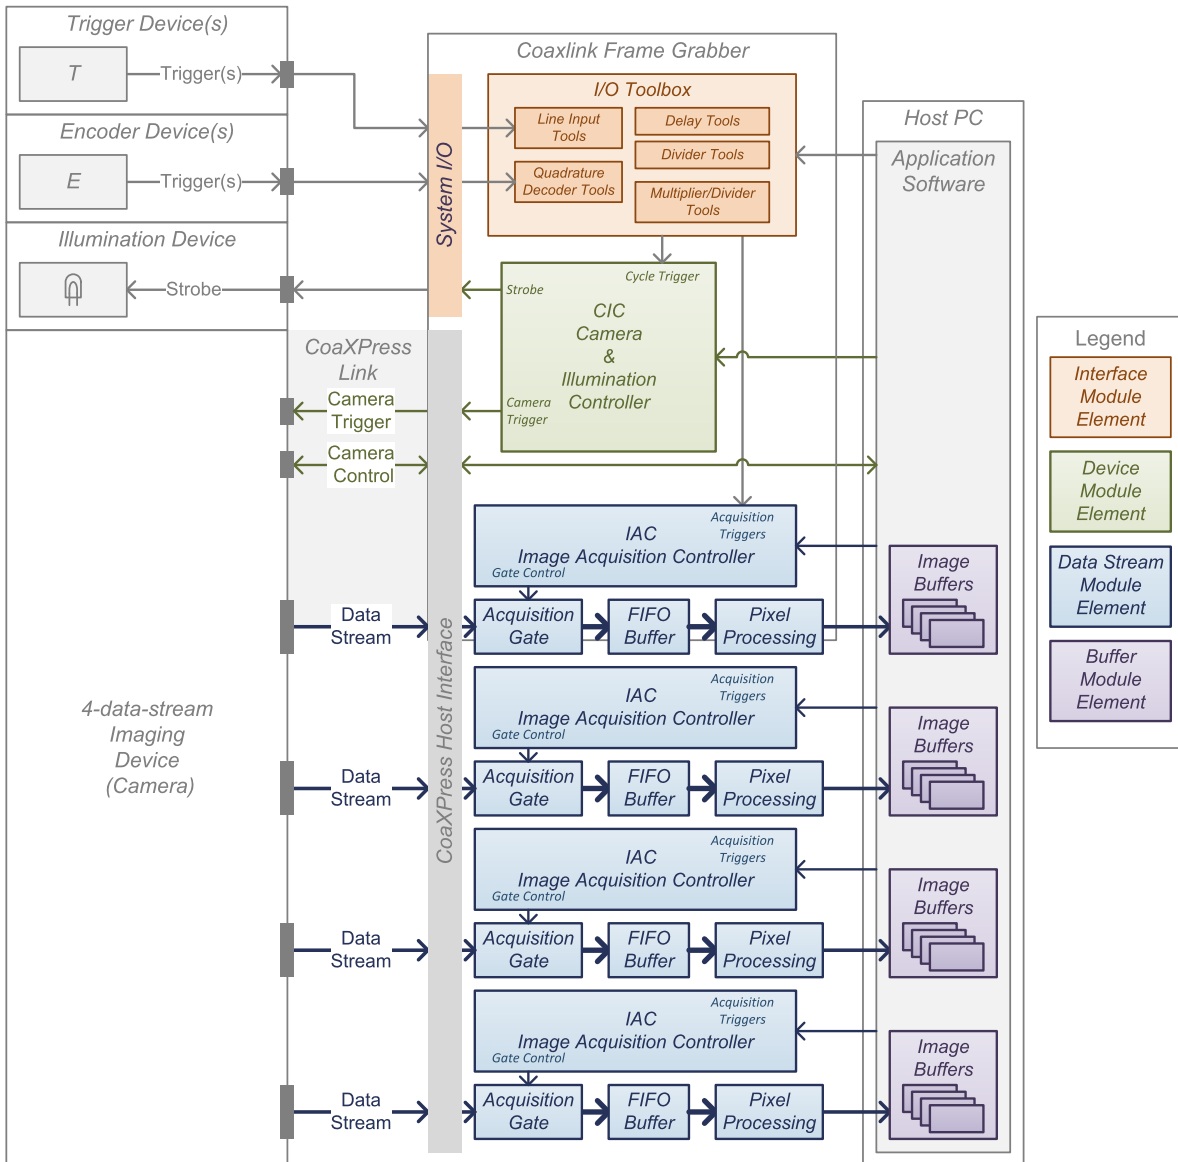 Trigger Device(s)
T
Trigger(s)
Encoder Device(s)
E
Trigger(s)
Illumination Device
Strobe
Coaxlink Frame Grabber
System I/O
I/O Toolbox
Line Input
Tools
Delay Tools
Divider Tools
Quadrature
Decoder Tools
Multiplier/Divider
Tools
Host PC
Application
Software
Cycle Trigger
Strobe
CIC
Camera
&
Illumination
Controller
Camera
Trigger
CoaXPress
Link
Camera
Trigger
Camera
Control
CoaXPress Host Interface
4-data-stream
Imaging
Device
(Camera)
Acquisition
Triggers
IAC
Image Acquisition Controller
Gate Control
Data
Stream
Acquisition
Gate
FIFO
Buffer
Pixel
Processing
Image
Buffers
Acquisition
Triggers
IAC
Image Acquisition Controller
Gate Control
Data
Stream
Acquisition
Gate
FIFO
Buffer
Pixel
Processing
Image
Buffers
Acquisition
Triggers
IAC
Image Acquisition Controller
Gate Control
Data
Stream
Acquisition
Gate
FIFO
Buffer
Pixel
Processing
Image
Buffers
Acquisition
Triggers
IAC
Image Acquisition Controller
Gate Control
Data
Stream
Acquisition
Gate
FIFO
Buffer
Pixel
Processing
Image
Buffers
Legend
Interface
Module
Element
Device
Module
Element
Data Stream
Module
Element
Buffer
Module
Element